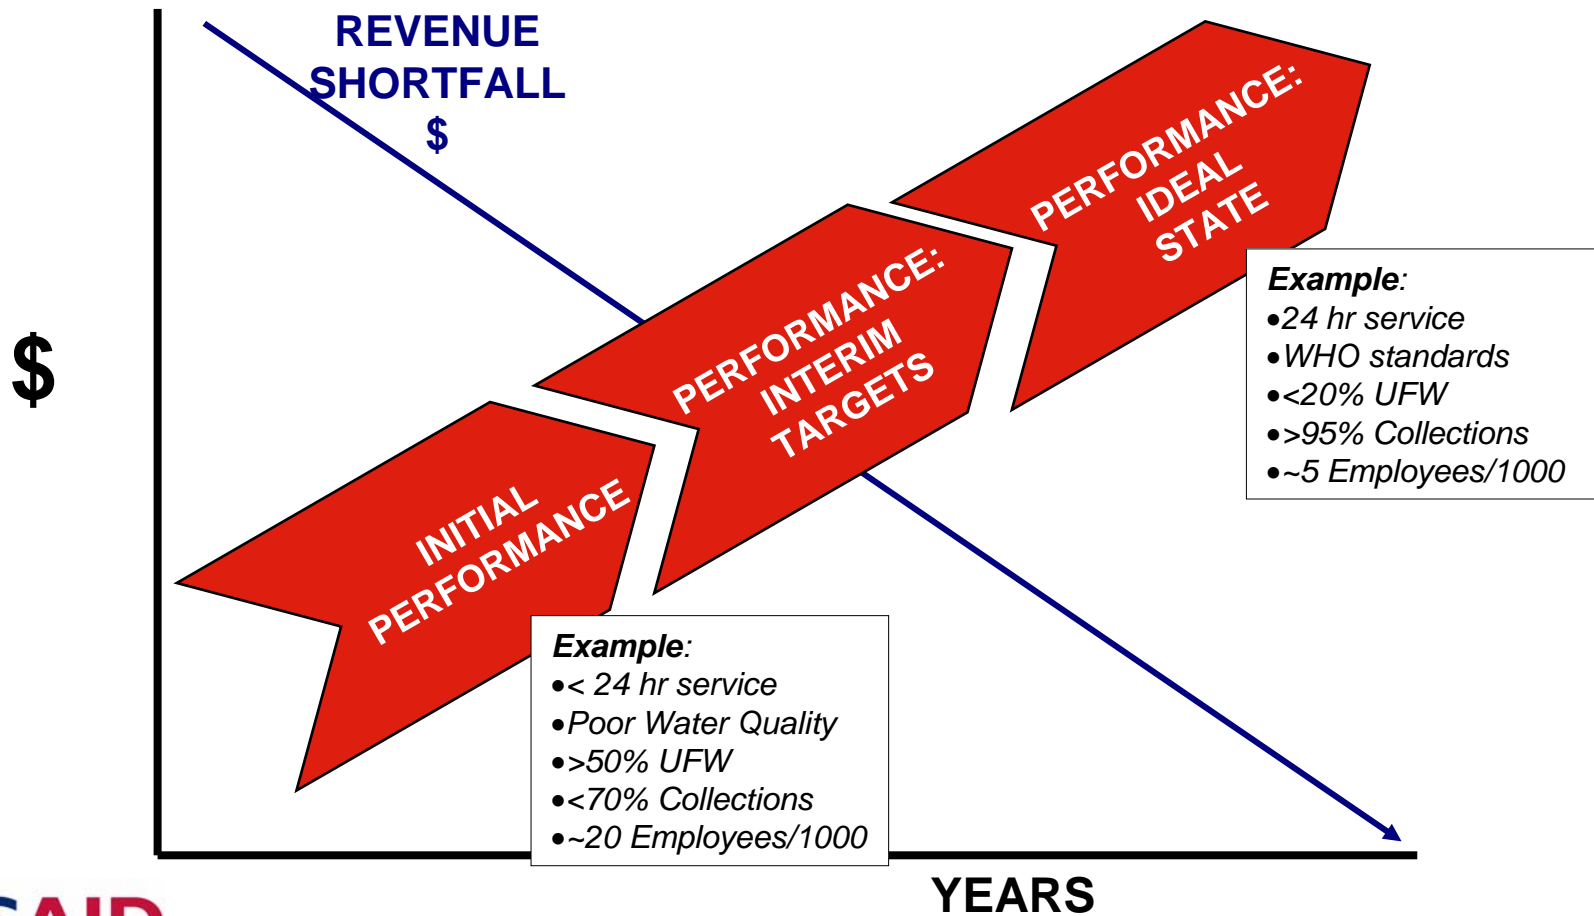 REVENUE
SHORTFALL
$
$
PERFORMANCE:
IDEAL
STATE
PERFORMANCE:
INTERIM
TARGETS
INITIAL
PERFORMANCE
Example:
•24 hr service
•WHO standards
•<20% UFW
•>95% Collections
•~5 Employees/1000
Example:
•< 24 hr service
•Poor Water Quality
•>50% UFW
•<70% Collections
•~20 Employees/1000
YEARS